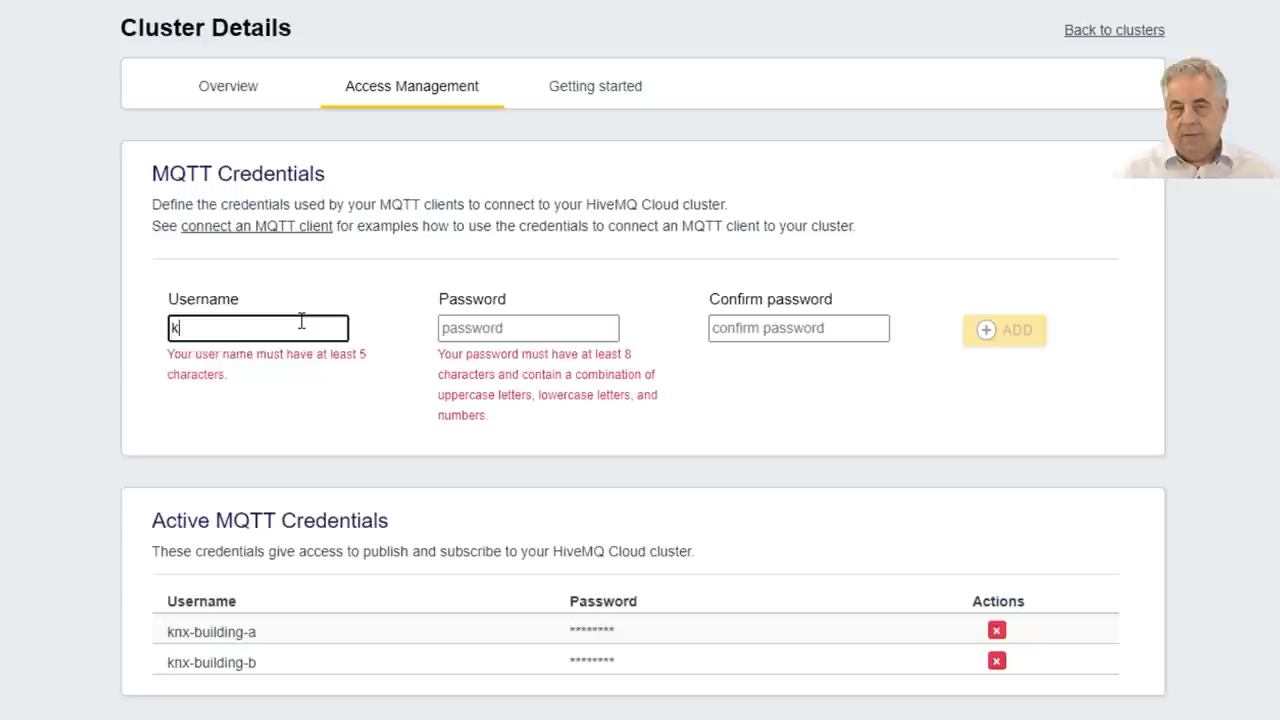 Cluster Details
Back to clusters
Overview
Access Management
Getting started
MQTT Credentials
Define the credentials used by your MQTT clients to connect to your HiveMQ Cloud cluster.
See connect an MQTT client for examples how to use the credentials to connect an MQTT client to your cluster.
Username
Password
Confirm password
k
password
confirm password
ADD
Your user name must have at least 5
characters.
Your password must have at least 8
characters and contain a combination of
uppercase letters, lowercase letters, and
numbers.
Active MQTT Credentials
These credentials give access to publish and subscribe to your HiveMQ Cloud cluster.
Username
Password
Actions
knx-building-a
********
x
knx-building-b
********
x